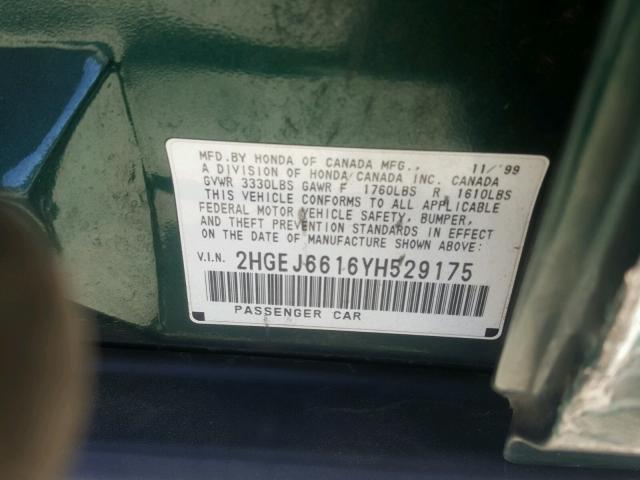 MFD.BY HONDA OF CANADA MFG., 11/'99
A DIVISION OF HONDA CANADA INC. CANADA
GVWR 3330LBS GAWR F 1760LBS R 1610LBS
THIS VEHICLE CONFORMS TO ALL APPLICABLE
FEDERAL MOTOR VEHICLE SAFETY, BUMPER,
AND THEFT PREVENTION STANDARDS IN EFFECT
ON THE DATE OF MANUFACTURE SHOWN ABOVE:
V.I.N. 2HGEJ6616YH529175
PASSENGER CAR